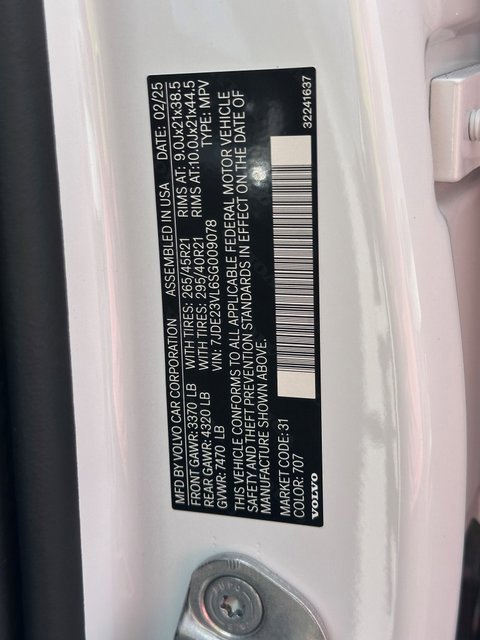 MFD BY VOLVO CAR CORPORATION ASSEMBLED IN USA DATE: 02/25
FRONT GAWR: 3370 LB WITH TIRES: 265/45R21 RIMS AT: 9.0Jx21x38.5
REAR GAWR: 4320 LB WITH TIRES: 295/40R21 RIMS AT:10.0Jx21x44.5
GVWR: 7470 LB VIN: 7JDE23VL6SG009078 TYPE: MPV
THIS VEHICLE CONFORMS TO ALL APPLICABLE FEDERAL MOTOR VEHICLE
SAFETY AND THEFT PREVENTION STANDARDS IN EFFECT ON THE DATE OF
MANUFACTURE SHOWN ABOVE.
MARKET CODE: 31
COLOR: 707
32241637
VOLVO